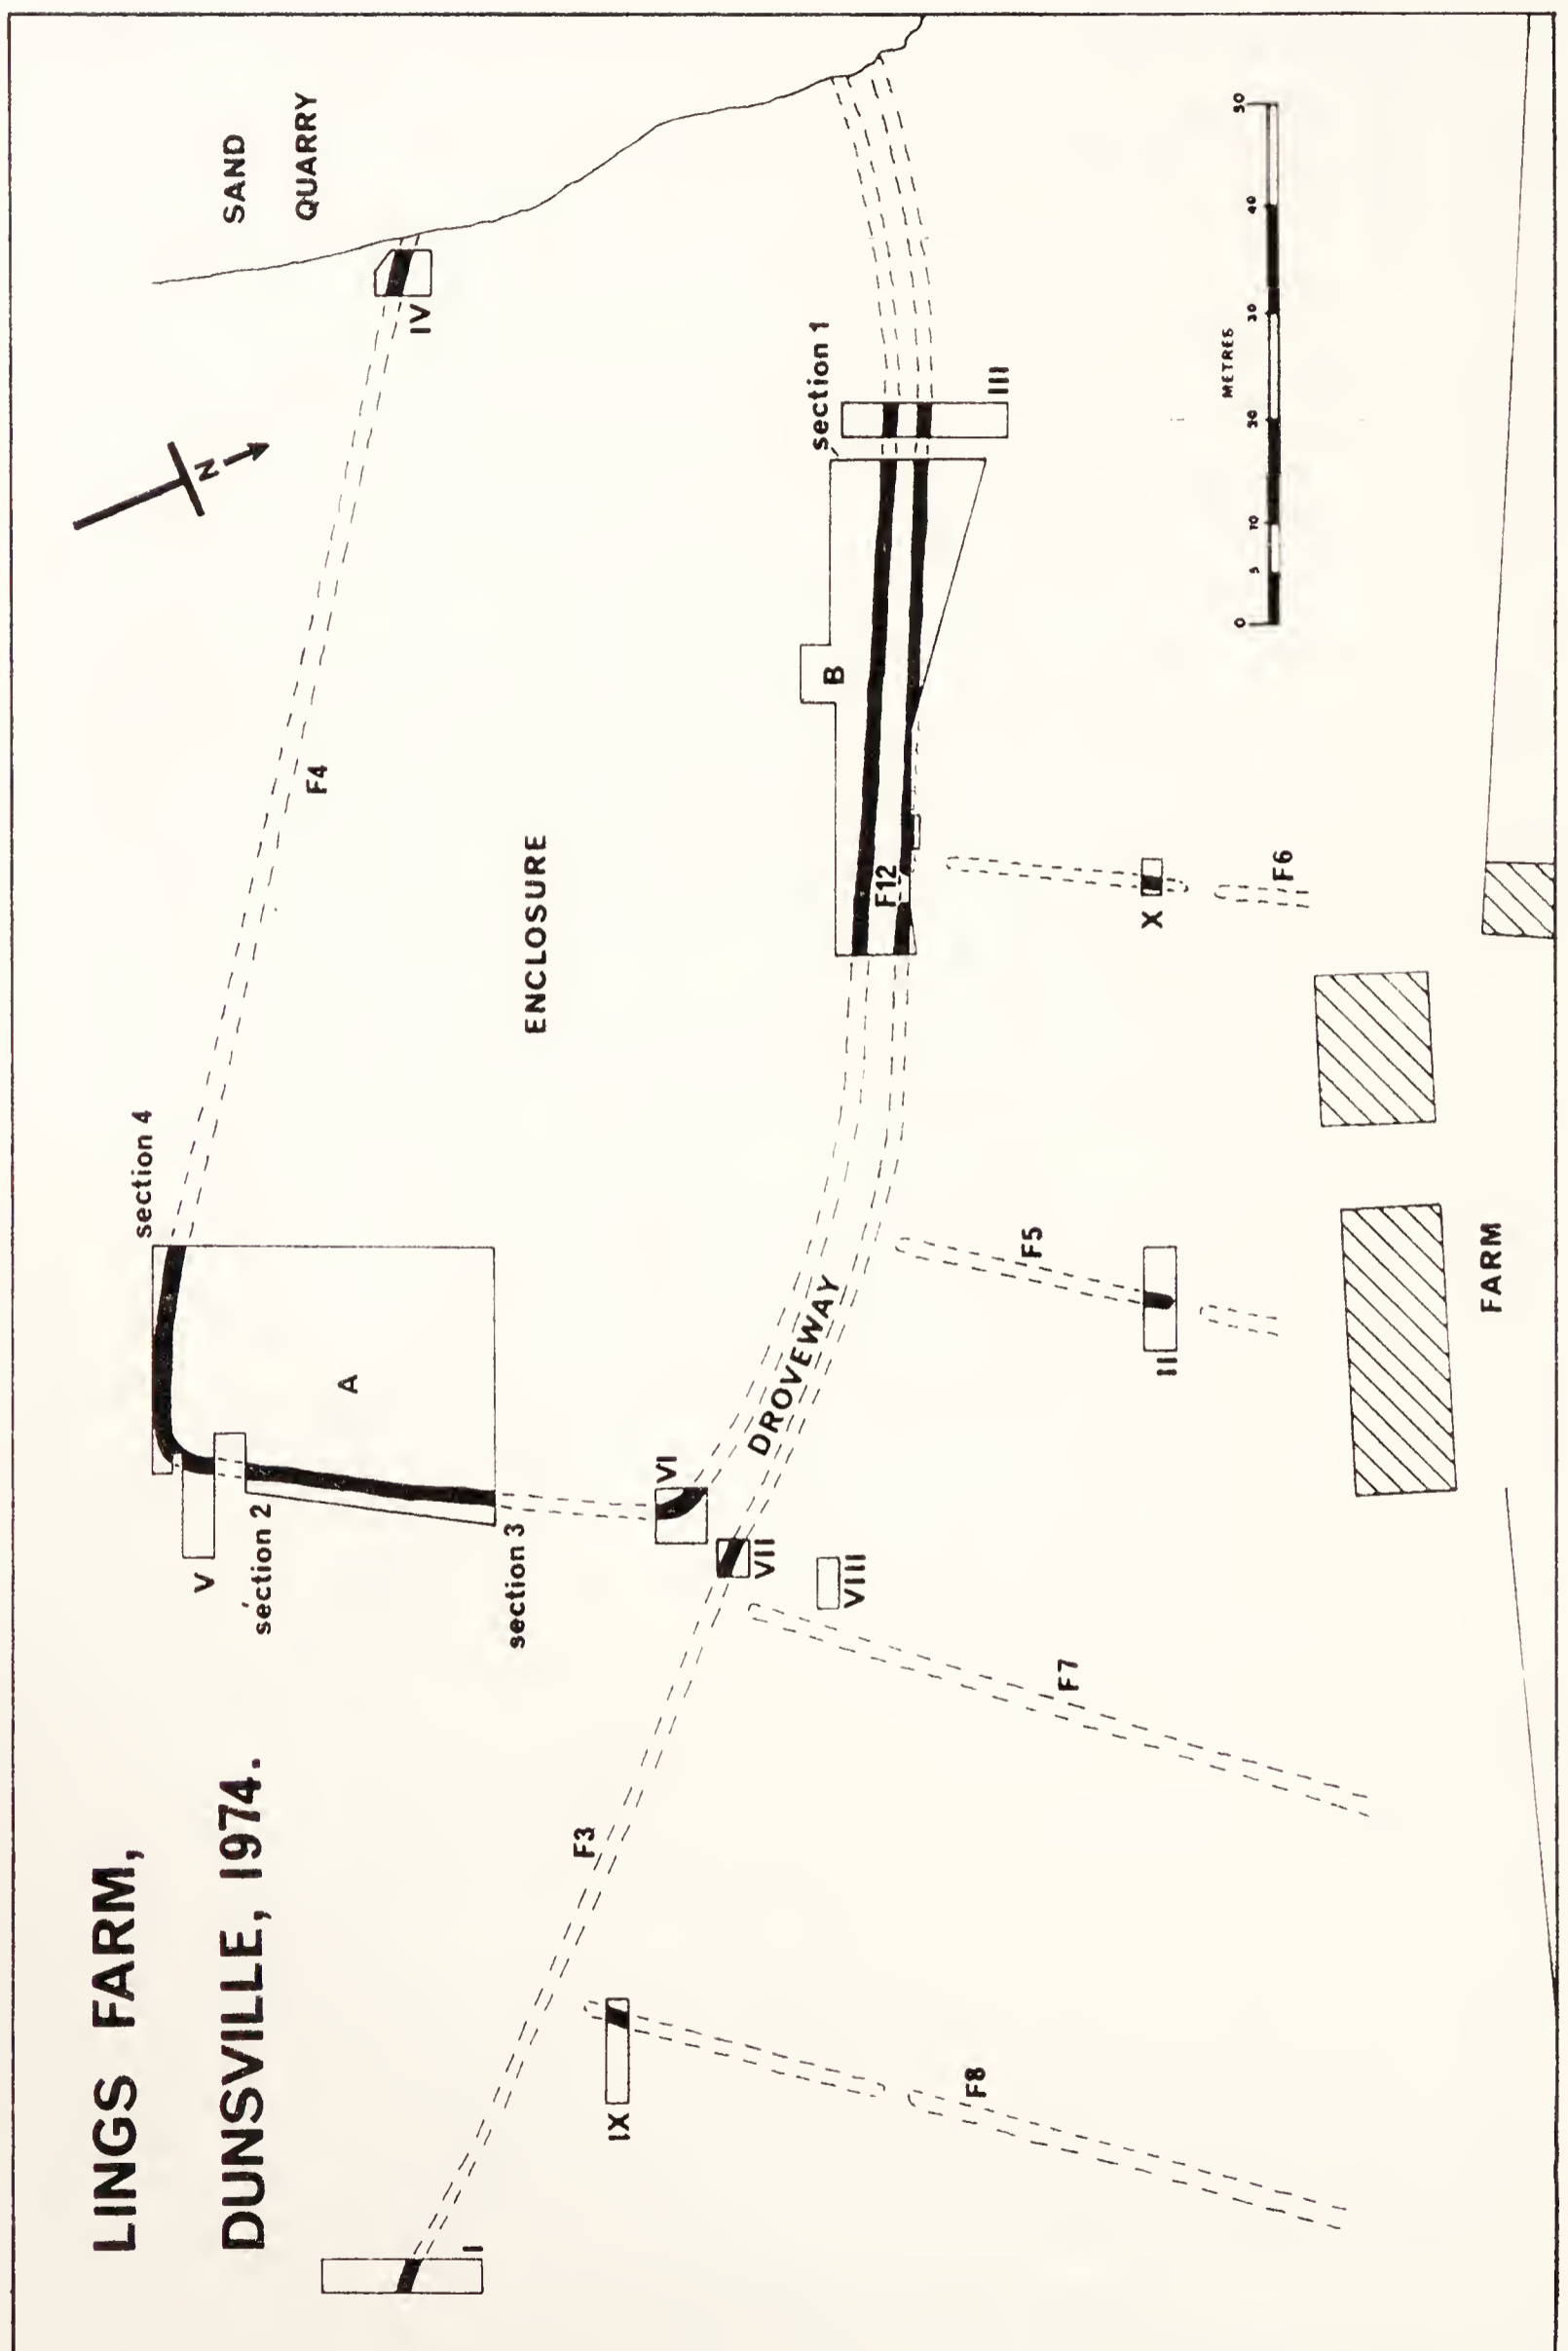 LINGS FARM,
DUNSVILLE, 1974.
SAND
QUARRY
N
IV
F4
section 4
ENCLOSURE
section 1
III
B
F12
METRES
0
5
10
20
30
40
50
X
F6
A
V
section 2
section 3
VI
VII
VIII
DROVEWAY
F5
II
FARM
F7
F3
IX
F8
I